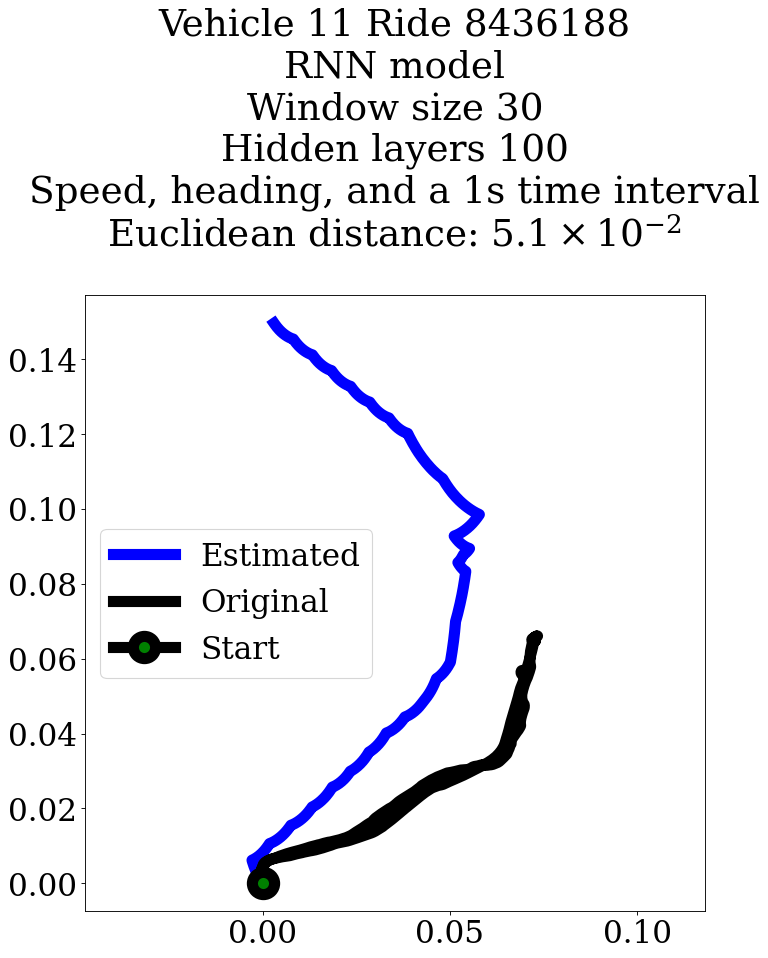 Vehicle 11 Ride 8436188
RNN model
Window size 30
Hidden layers 100
Speed, heading, and a 1s time interval
Euclidean distance: 5.1 × 10⁻²
0.14
0.12
0.10
0.08
0.06
0.04
0.02
0.00
Estimated
Original
Start
0.00 0.05 0.10